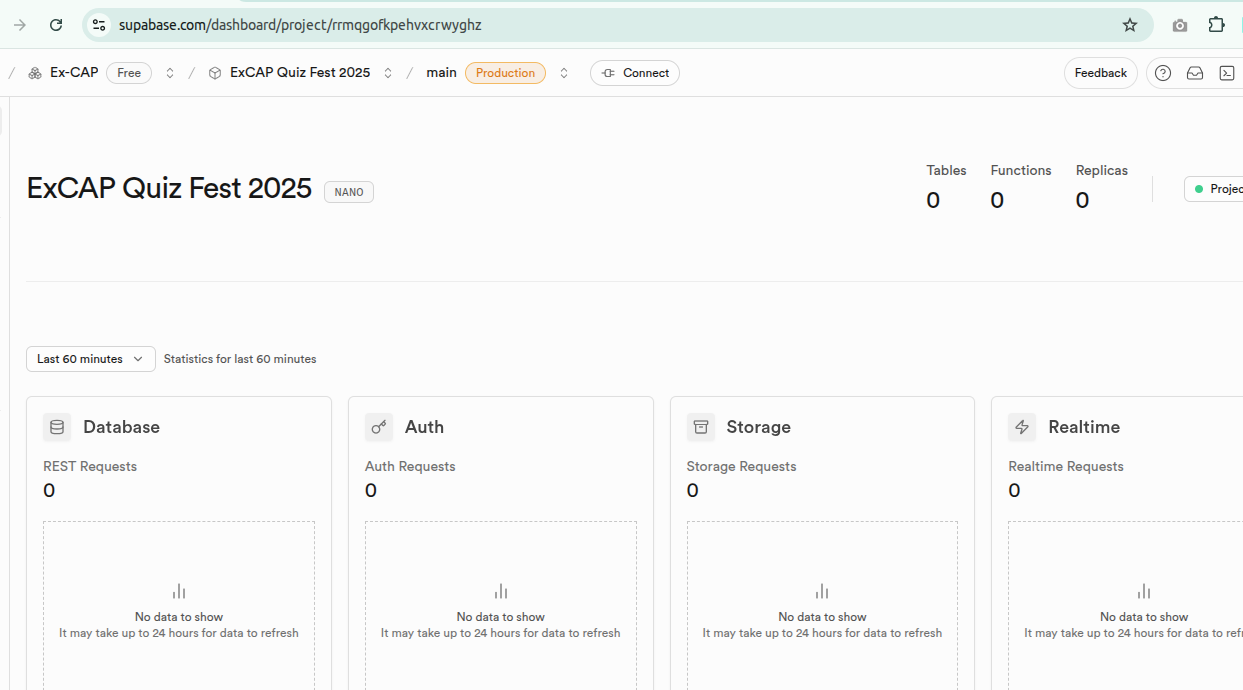 supabase.com/dashboard/project/rrmqgofkpehvxcrwyghz
/ Ex-CAP Free / ExCAP Quiz Fest 2025 / main Production Connect Feedback
ExCAP Quiz Fest 2025 NANO
Tables Functions Replicas
0 0 0
Projec
Last 60 minutes Statistics for last 60 minutes
Database Auth Storage Realtime
REST Requests Auth Requests Storage Requests Realtime Requests
0 0 0 0
No data to show No data to show No data to show No data to show
It may take up to 24 hours for data to refresh It may take up to 24 hours for data to refresh It may take up to 24 hours for data to refresh It may take up to 24 hours for data to refr